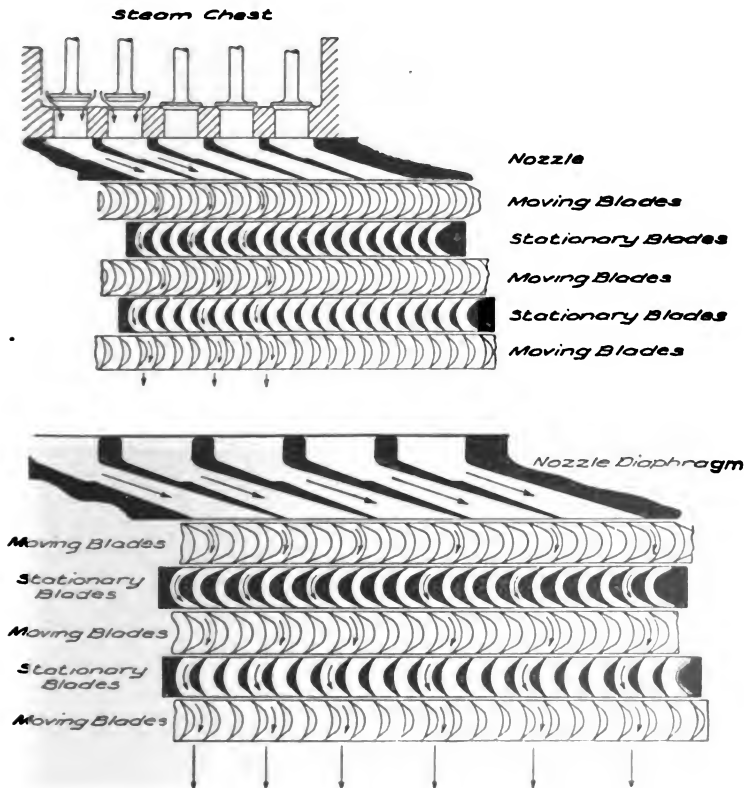 Steam Chest
Nozzle
Moving Blades
Stationary Blades
Moving Blades
Stationary Blades
Moving Blades
Nozzle Diaphragm
Moving Blades
Stationary
Blades
Moving Blades
Stationary
Blades
Moving Blades